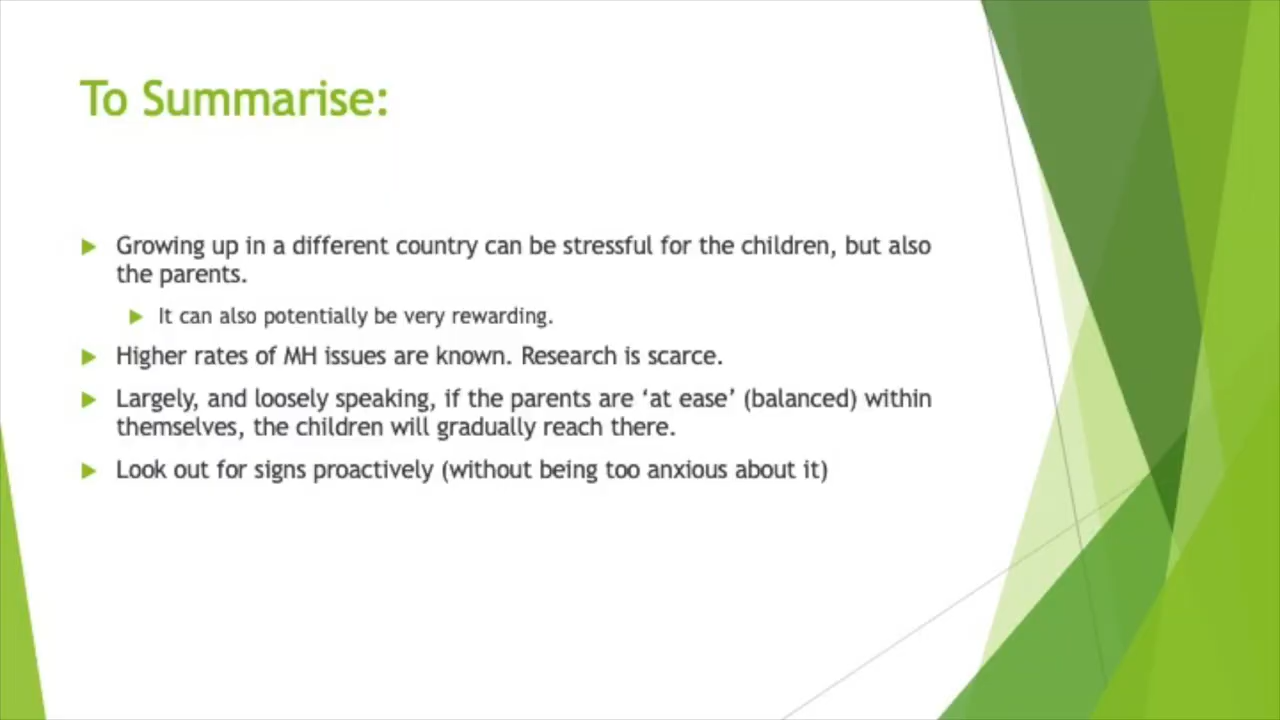 To Summarise:
Growing up in a different country can be stressful for the children, but also
the parents.
It can also potentially be very rewarding.
Higher rates of MH issues are known. Research is scarce.
Largely, and loosely speaking, if the parents are ‘at ease’ (balanced) within
themselves, the children will gradually reach there.
Look out for signs proactively (without being too anxious about it)